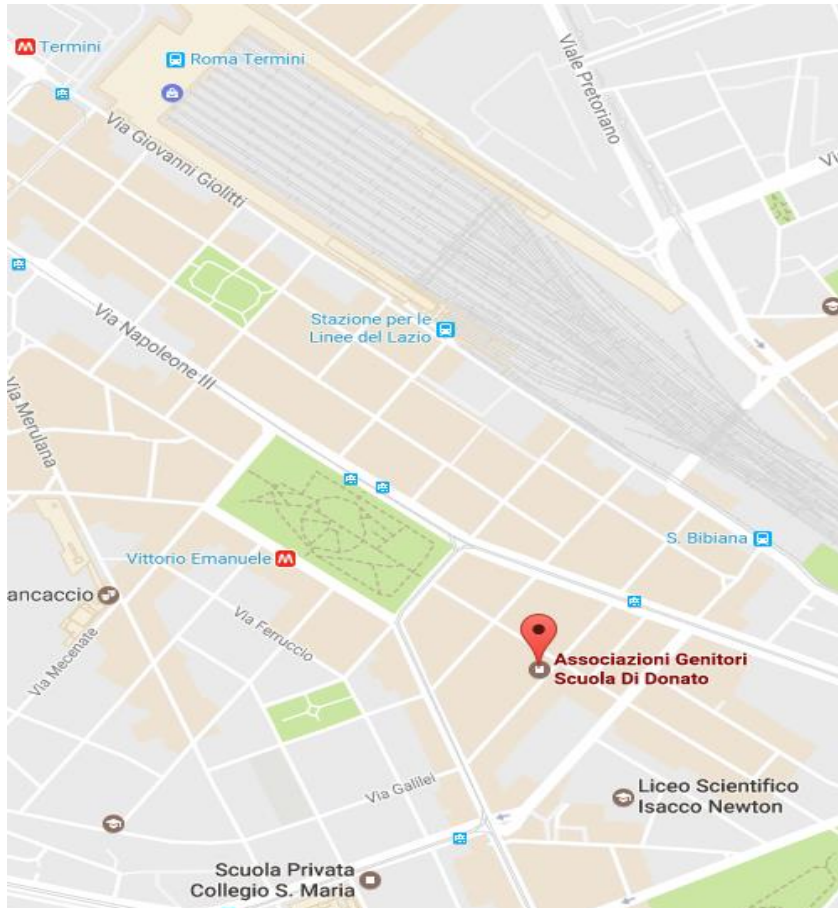 Termini
Roma Termini
Viale Pretoriano
Via Giovanni Giolitti
Stazione per le
Linee del Lazio
Via Napoleone III
Via Merulana
S. Bibiana
Vittorio Emanuele
ancaccio
Via Ferruccio
Via Mecenate
Associazioni Genitori
Scuola Di Donato
Via Galilei
Liceo Scientifico
Isacco Newton
Scuola Privata
Collegio S. Maria